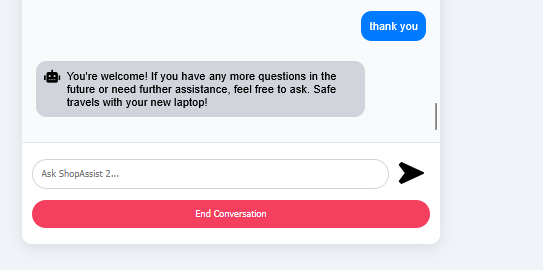 thank you
You're welcome! If you have any more questions in the
future or need further assistance, feel free to ask. Safe
travels with your new laptop!
Ask ShopAssist 2...
End Conversation